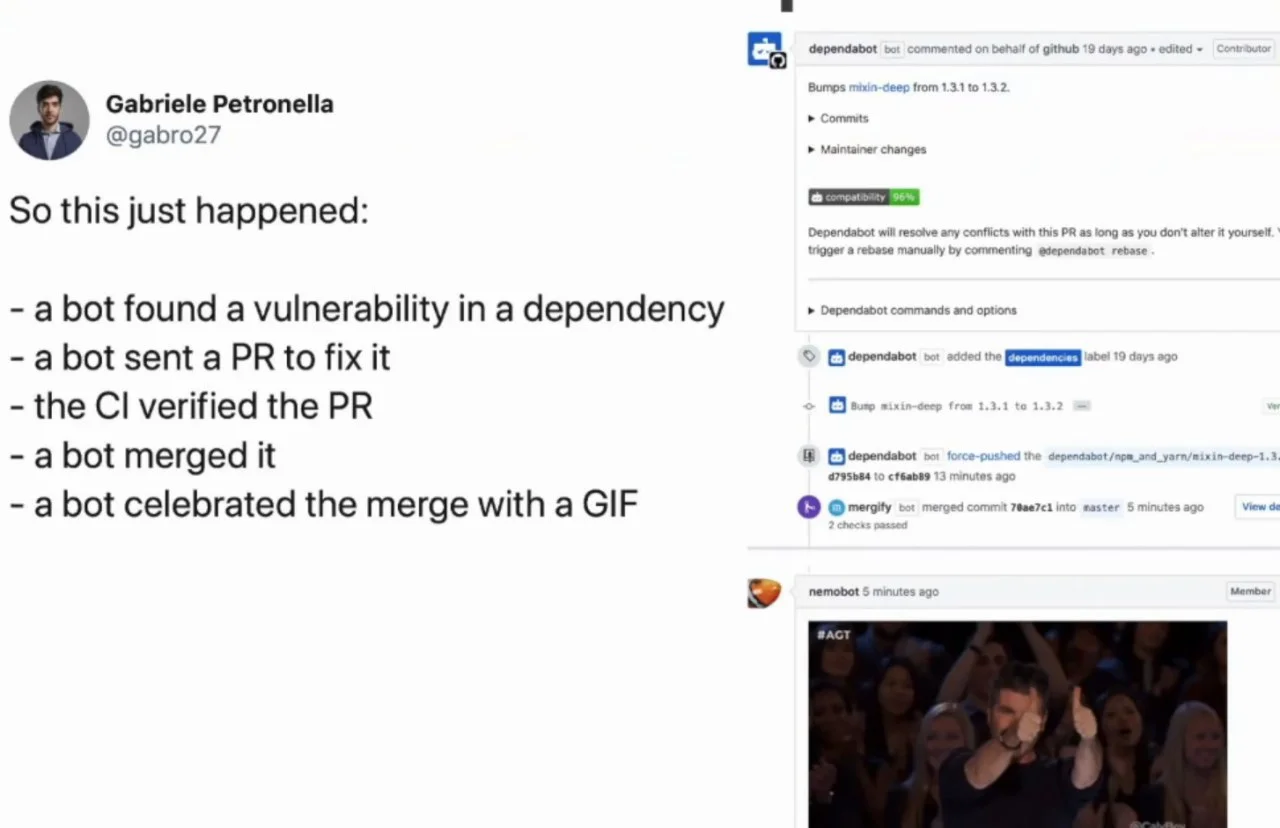 Gabriele Petronella
@gabro27
So this just happened:
- a bot found a vulnerability in a dependency
- a bot sent a PR to fix it
- the CI verified the PR
- a bot merged it
- a bot celebrated the merge with a GIF
dependabot bot commented on behalf of github 19 days ago • edited Contributor
Bumps mixin-deep from 1.3.1 to 1.3.2.
Commits
Maintainer changes
compatibility 96%
Dependabot will resolve any conflicts with this PR as long as you don't alter it yourself.
trigger a rebase manually by commenting @dependabot rebase.
Dependabot commands and options
dependabot bot added the dependencies label 19 days ago
Bump mixin-deep from 1.3.1 to 1.3.2
dependabot bot force-pushed the dependabot/npm_and_yarn/mixin-deep-1.3.
d795b84 to cf6ab89 13 minutes ago
mergify bot merged commit 70ae7c1 into master 5 minutes ago View
2 checks passed
nemobot 5 minutes ago Member
#AGT